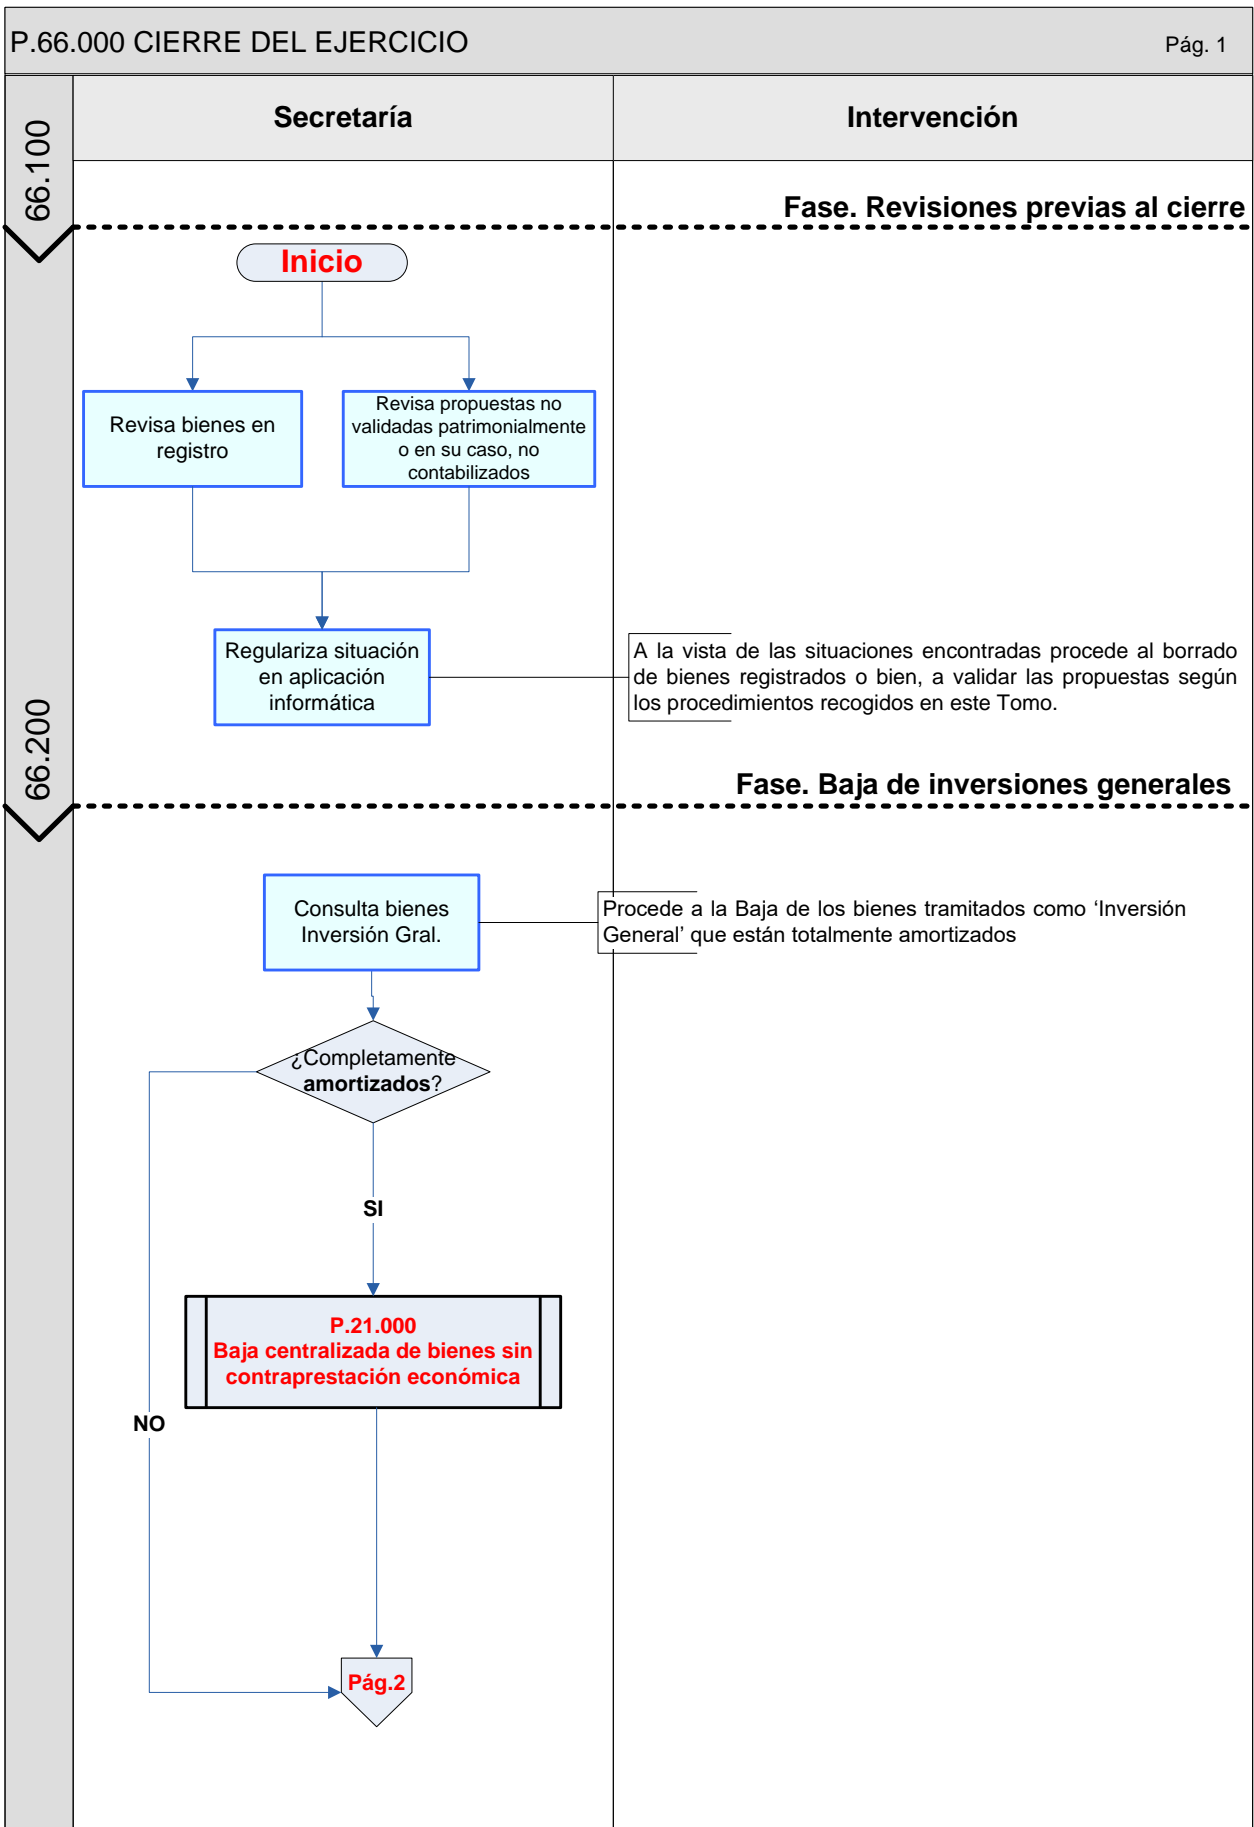 P.66.000 CIERRE DEL EJERCICIO
Pág. 1
Secretaría
Intervención
66.100
Fase. Revisiones previas al cierre
Inicio
Revisa bienes en
registro
Revisa propuestas no
validadas patrimonialmente
o en su caso, no
contabilizados
Regulariza situación
en aplicación
informática
A la vista de las situaciones encontradas procede al borrado
de bienes registrados o bien, a validar las propuestas según
los procedimientos recogidos en este Tomo.
66.200
Fase. Baja de inversiones generales
Consulta bienes
Inversión Gral.
Procede a la Baja de los bienes tramitados como ‘Inversión
General’ que están totalmente amortizados
¿Completamente
amortizados?
SI
P.21.000
Baja centralizada de bienes sin
contraprestación económica
NO
Pág.2